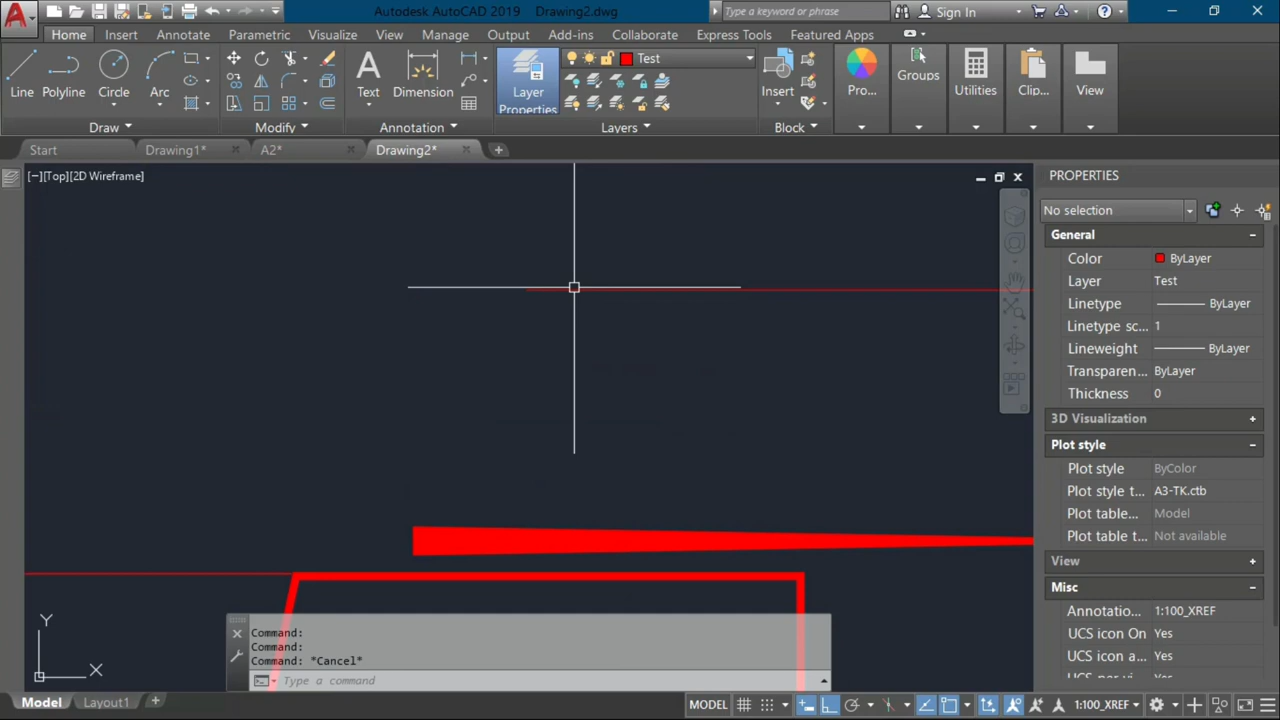 Autodesk AutoCAD 2019 Drawing2.dwg
Type a keyword or phrase
Sign In
Home Insert Annotate Parametric Visualize View Manage Output Add-ins Collaborate Express Tools Featured Apps
Test
Line Polyline Circle Arc
Text Dimension
Layer
Properties
Insert
Pro...
Groups
Utilities
Clip...
View
Draw
Modify
Annotation
Layers
Block
Start
Drawing1*
A2*
Drawing2*
[−][Top][2D Wireframe]
PROPERTIES
No selection
General
Color ByLayer
Layer Test
Linetype ByLayer
Linetype sc... 1
Lineweight ByLayer
Transparen... ByLayer
Thickness 0
3D Visualization
Plot style
Plot style ByColor
Plot style t... A3-TK.ctb
Plot table... Model
Plot table t... Not available
View
Misc
Annotatio... 1:100_XREF
UCS icon On Yes
UCS icon a... Yes
UCS per vi... Yes
Y
X
Command:
Command:
Command: *Cancel*
Type a command
Model
Layout1
MODEL
1:100_XREF